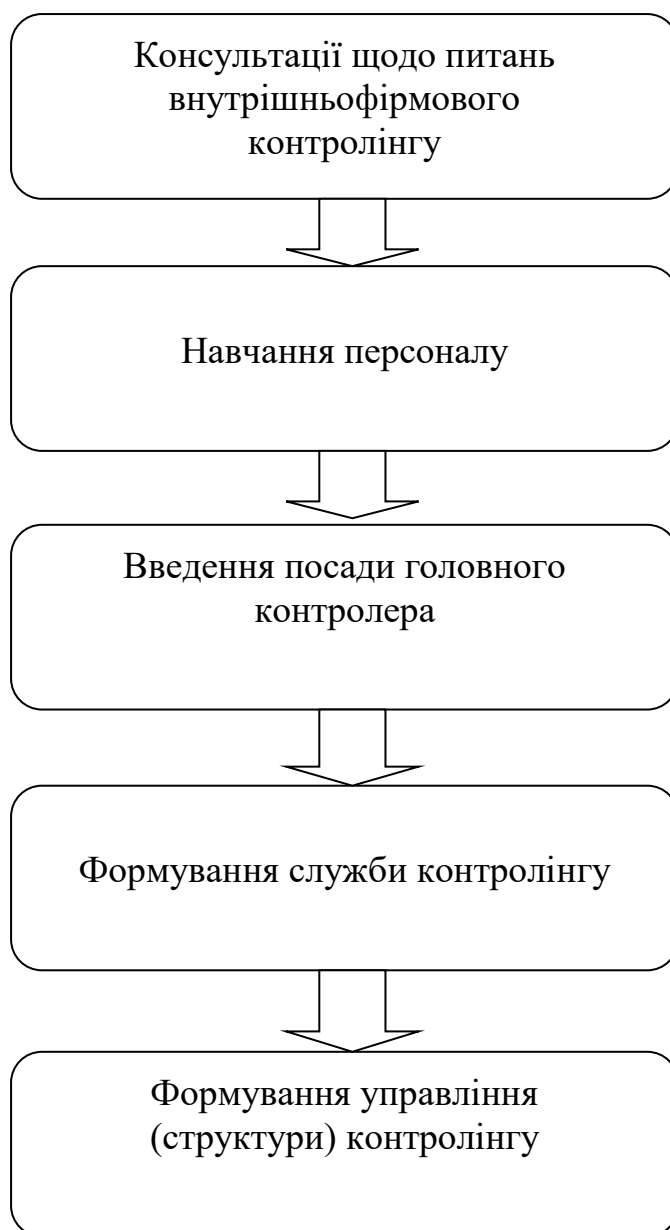 Консультації щодо питань
внутрішньофірмового
контролінгу
Навчання персоналу
Введення посади головного
контролера
Формування служби контролінгу
Формування управління
(структури) контролінгу